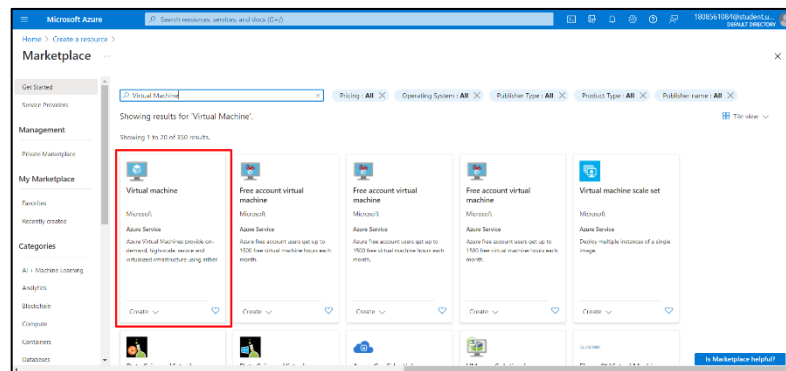 Microsoft Azure
Search resources, services, and docs (G+/)
1808561084@student.u...
DEFAULT DIRECTORY
Home > Create a resource >
Marketplace ...
Get Started
Service Providers
Management
Private Marketplace
My Marketplace
Favorites
Recently created
Categories
AI + Machine Learning
Analytics
Blockchain
Compute
Containers
Databases
Virtual Machine
Pricing : All
Operating System : All
Publisher Type : All
Product Type : All
Publisher name : All
Showing results for 'Virtual Machine'.
Tile view
Showing 1 to 20 of 350 results.
Virtual machine
Microsoft
Azure Service
Azure Virtual Machines provide on-
demand, high-scale, secure and
virtualized infrastructure using either
Create
Free account virtual
machine
Microsoft
Azure Service
Azure free account users get up to
1500 free virtual machine hours each
month.
Create
Free account virtual
machine
Microsoft
Azure Service
Azure free account users get up to
1500 free virtual machine hours each
month.
Create
Free account virtual
machine
Microsoft
Azure Service
Azure free account users get up to
1500 free virtual machine hours each
month.
Create
Virtual machine scale set
Microsoft
Azure Service
Deploy multiple instances of a single
image.
Create
Is Marketplace helpful?